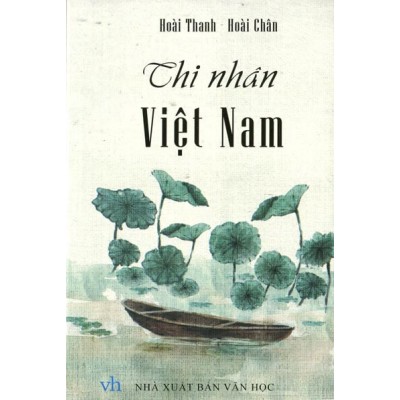 Hoài Thanh - Hoài Chân
Thi nhân
Việt Nam
vh NHÀ XUẤT BẢN VĂN HỌC